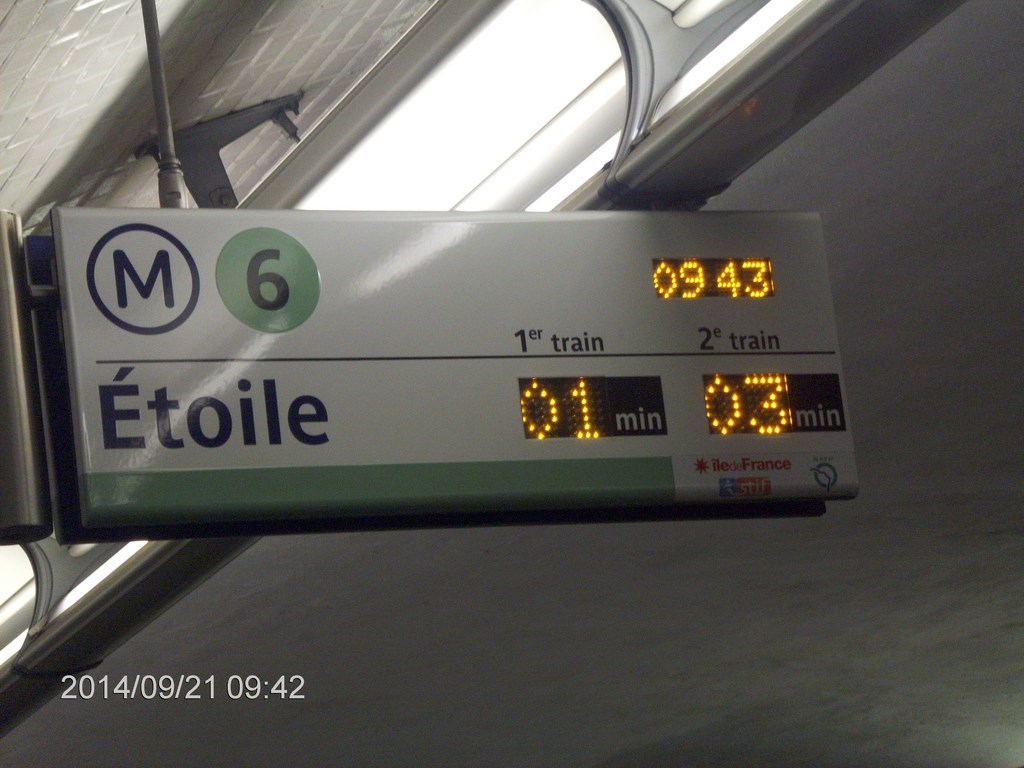 M 6
09 43
1er train 2e train
Étoile 01 min 03 min
îledeFrance
stif
2014/09/21 09:42